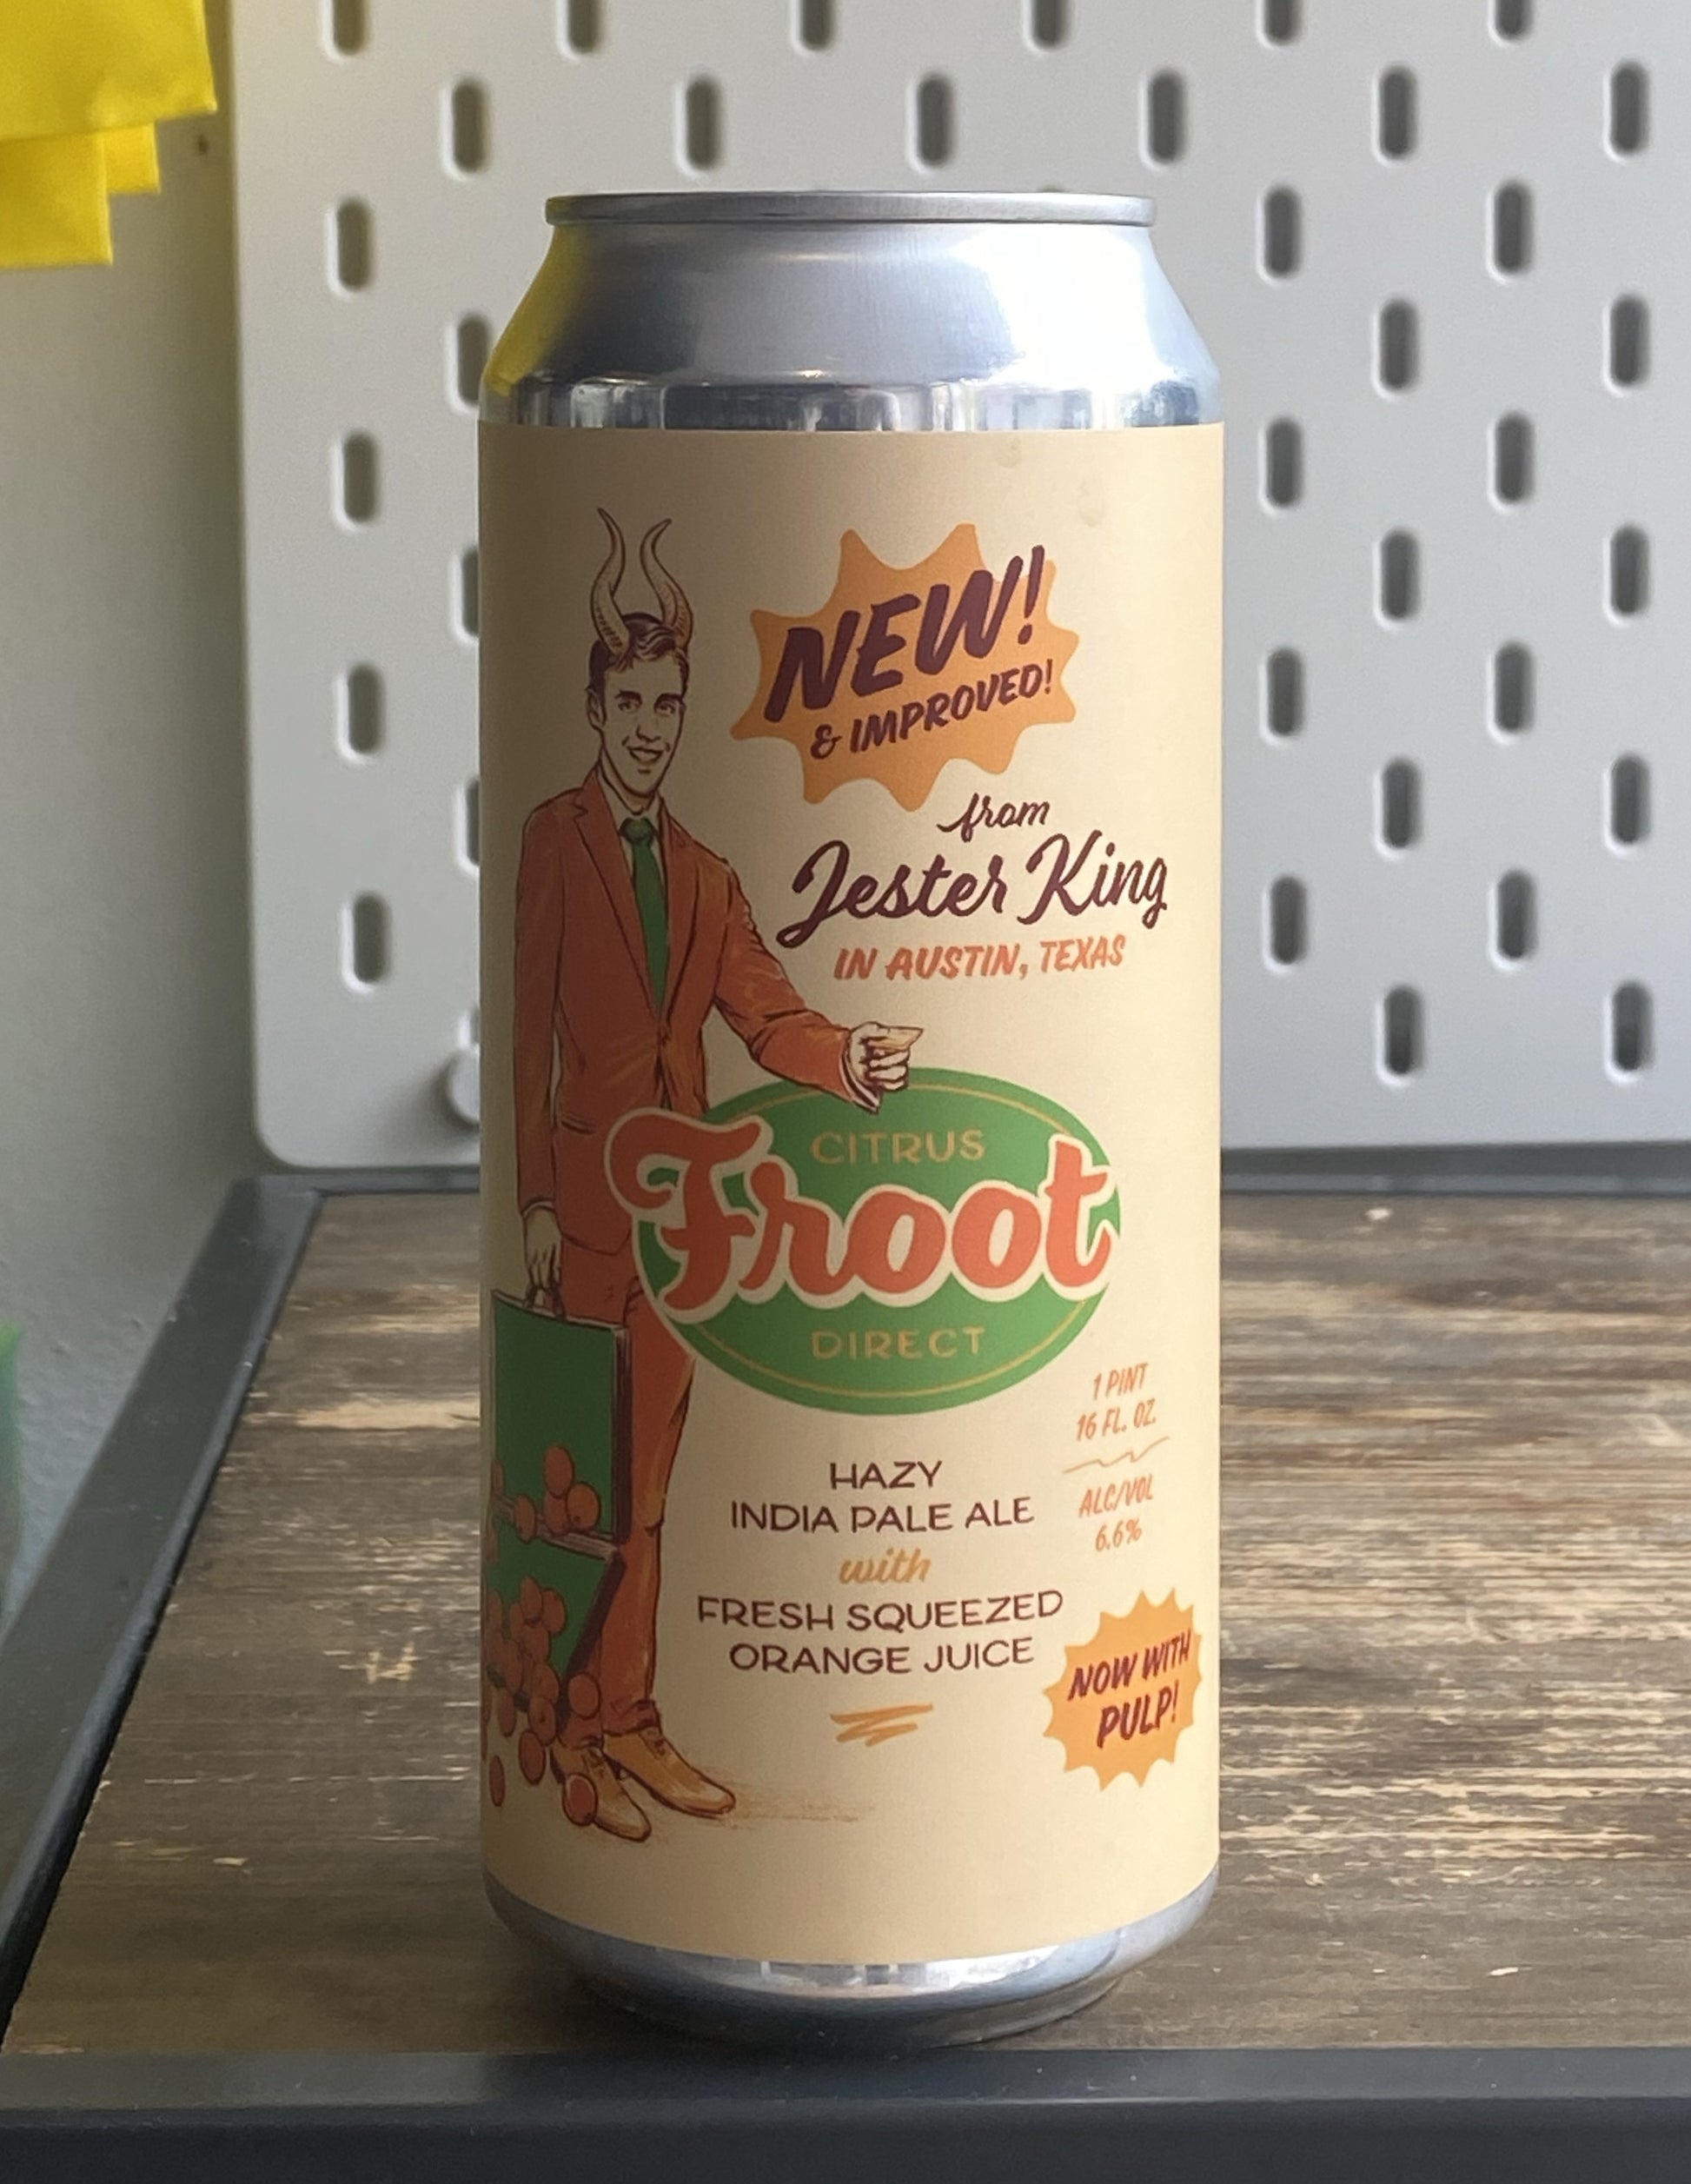 NEW!
& IMPROVED!
from
Jester King
IN AUSTIN, TEXAS
CITRUS
Froot
DIRECT
1 PINT
16 FL. OZ.
ALC/VOL
6.6%
HAZY
INDIA PALE ALE
with
FRESH SQUEEZED
ORANGE JUICE
NOW WITH
PULP!